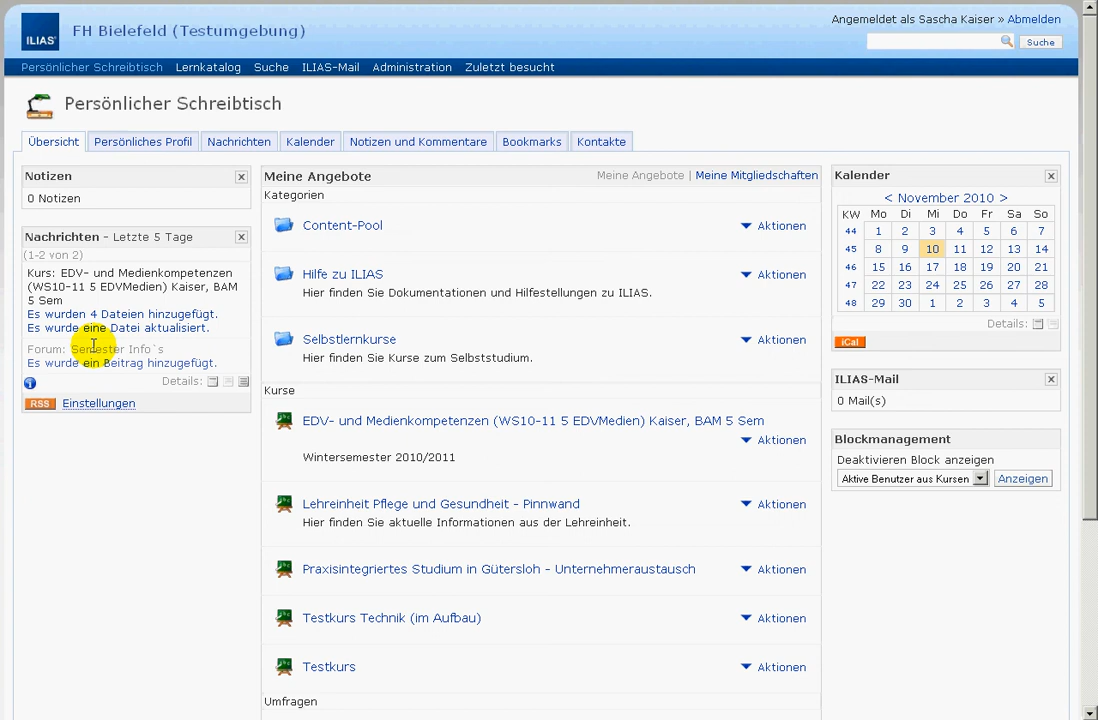 ILIAS
FH Bielefeld (Testumgebung)
Angemeldet als Sascha Kaiser » Abmelden
Suche
Persönlicher Schreibtisch Lernkatalog Suche ILIAS-Mail Administration Zuletzt besucht
Persönlicher Schreibtisch
Übersicht Persönliches Profil Nachrichten Kalender Notizen und Kommentare Bookmarks Kontakte
Notizen
0 Notizen
Nachrichten - Letzte 5 Tage
(1-2 von 2)
Kurs: EDV- und Medienkompetenzen
(WS10-11 5 EDVMedien) Kaiser, BAM
5 Sem
Es wurden 4 Dateien hinzugefügt.
Es wurde eine Datei aktualisiert.
Forum: Semester Info`s
Es wurde ein Beitrag hinzugefügt.
Details:
RSS Einstellungen
Meine Angebote Meine Angebote | Meine Mitgliedschaften
Kategorien
Content-Pool Aktionen
Hilfe zu ILIAS Aktionen
Hier finden Sie Dokumentationen und Hilfestellungen zu ILIAS.
Selbstlernkurse Aktionen
Hier finden Sie Kurse zum Selbststudium.
Kurse
EDV- und Medienkompetenzen (WS10-11 5 EDVMedien) Kaiser, BAM 5 Sem
Aktionen
Wintersemester 2010/2011
Lehreinheit Pflege und Gesundheit - Pinnwand Aktionen
Hier finden Sie aktuelle Informationen aus der Lehreinheit.
Praxisintegriertes Studium in Gütersloh - Unternehmeraustausch Aktionen
Testkurs Technik (im Aufbau) Aktionen
Testkurs Aktionen
Umfragen
Kalender
< November 2010 >
KW Mo Di Mi Do Fr Sa So
44 1 2 3 4 5 6 7
45 8 9 10 11 12 13 14
46 15 16 17 18 19 20 21
47 22 23 24 25 26 27 28
48 29 30 1 2 3 4 5
Details:
iCal
ILIAS-Mail
0 Mail(s)
Blockmanagement
Deaktivieren Block anzeigen
Aktive Benutzer aus Kursen Anzeigen